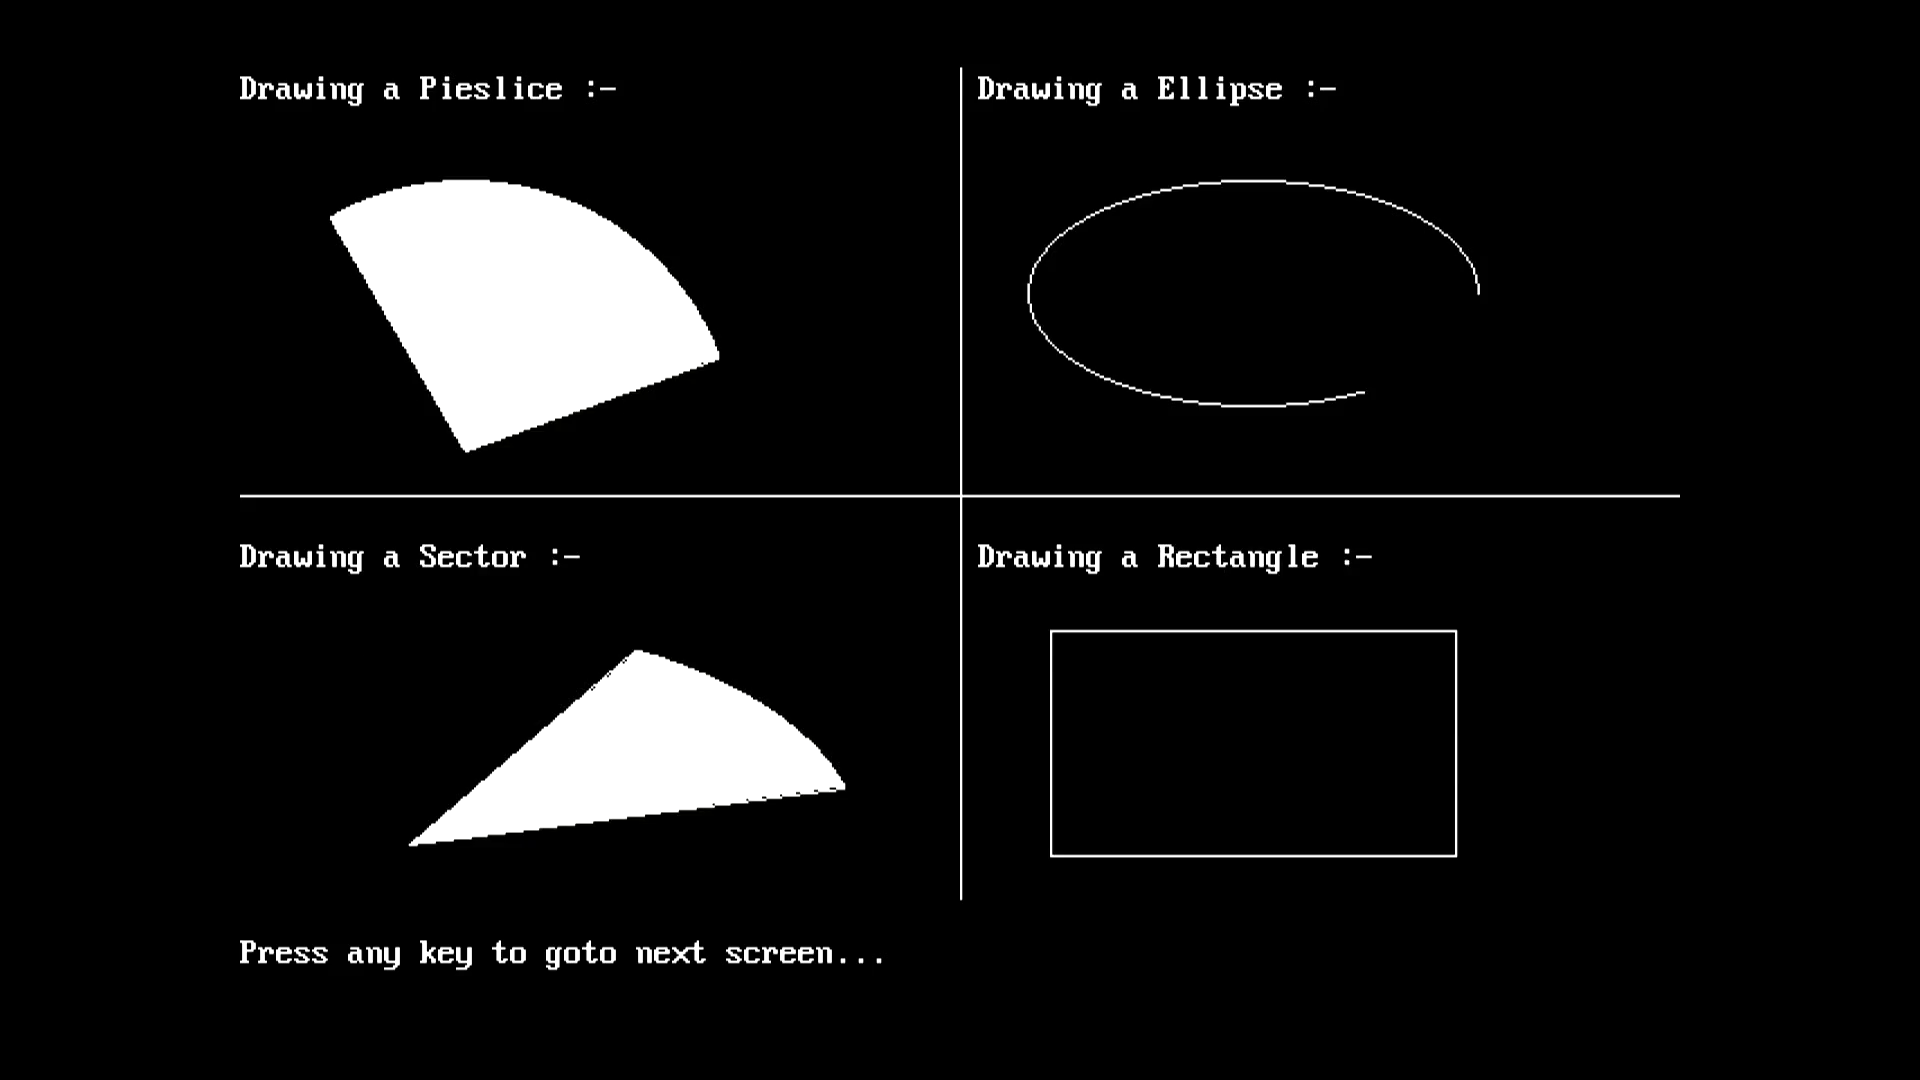 Drawing a Pieslice :-
Drawing a Ellipse :-
Drawing a Sector :-
Drawing a Rectangle :-
Press any key to goto next screen...